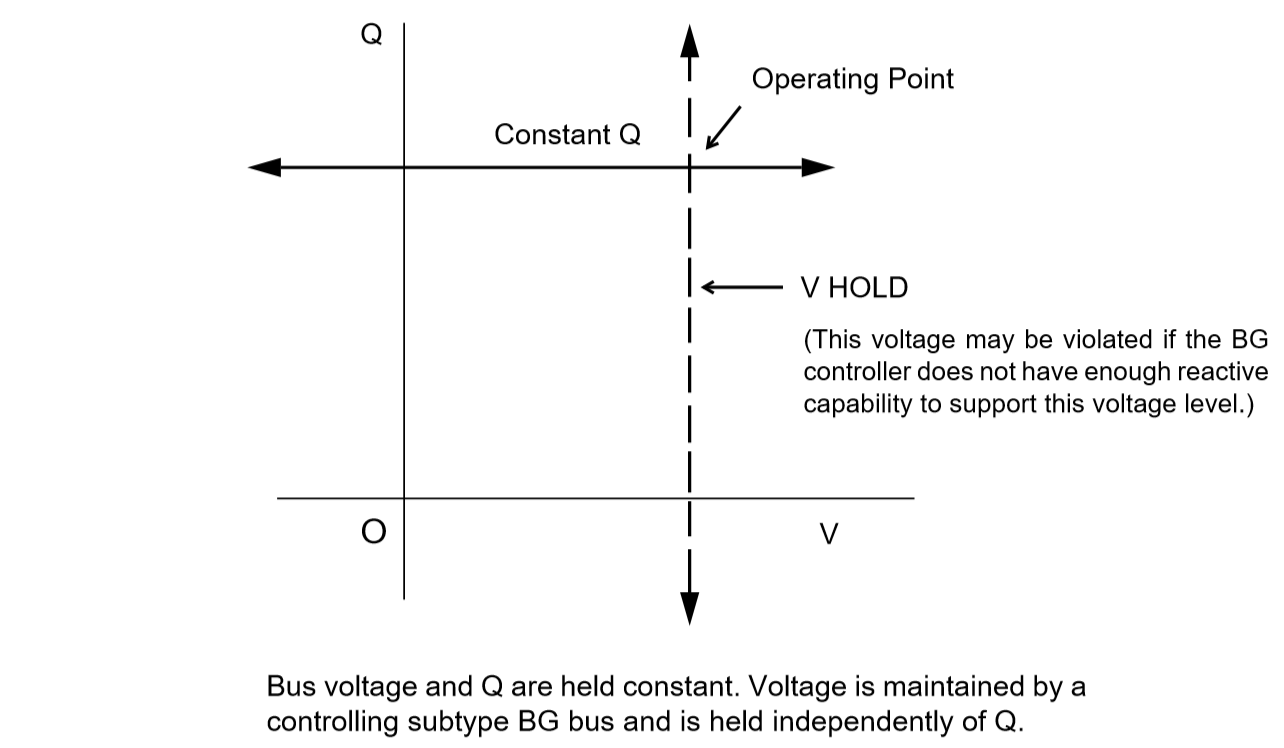 Q
Operating Point
Constant Q
V HOLD
(This voltage may be violated if the BG
controller does not have enough reactive
capability to support this voltage level.)
O
V
Bus voltage and Q are held constant. Voltage is maintained by a
controlling subtype BG bus and is held independently of Q.